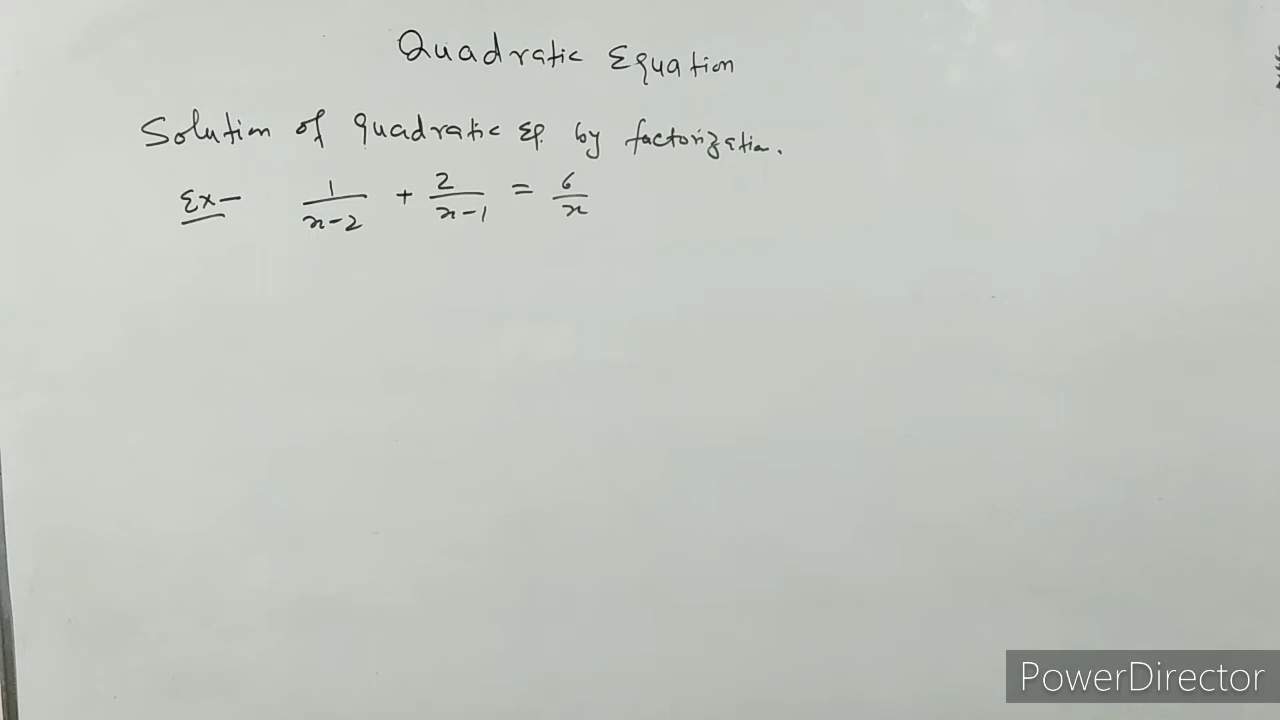 Quadratic Equation
Solution of quadratic Eq. by factorization.
Ex- 1/(x-2) + 2/(x-1) = 6/x
PowerDirector